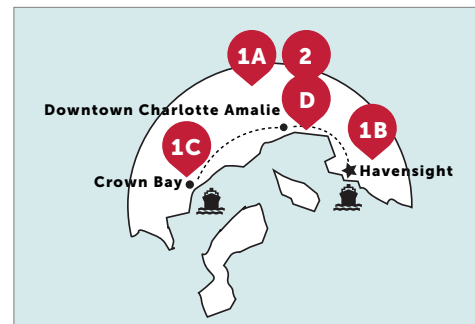 1A 2
D
Downtown Charlotte Amalie
1B
1C
Havensight
Crown Bay